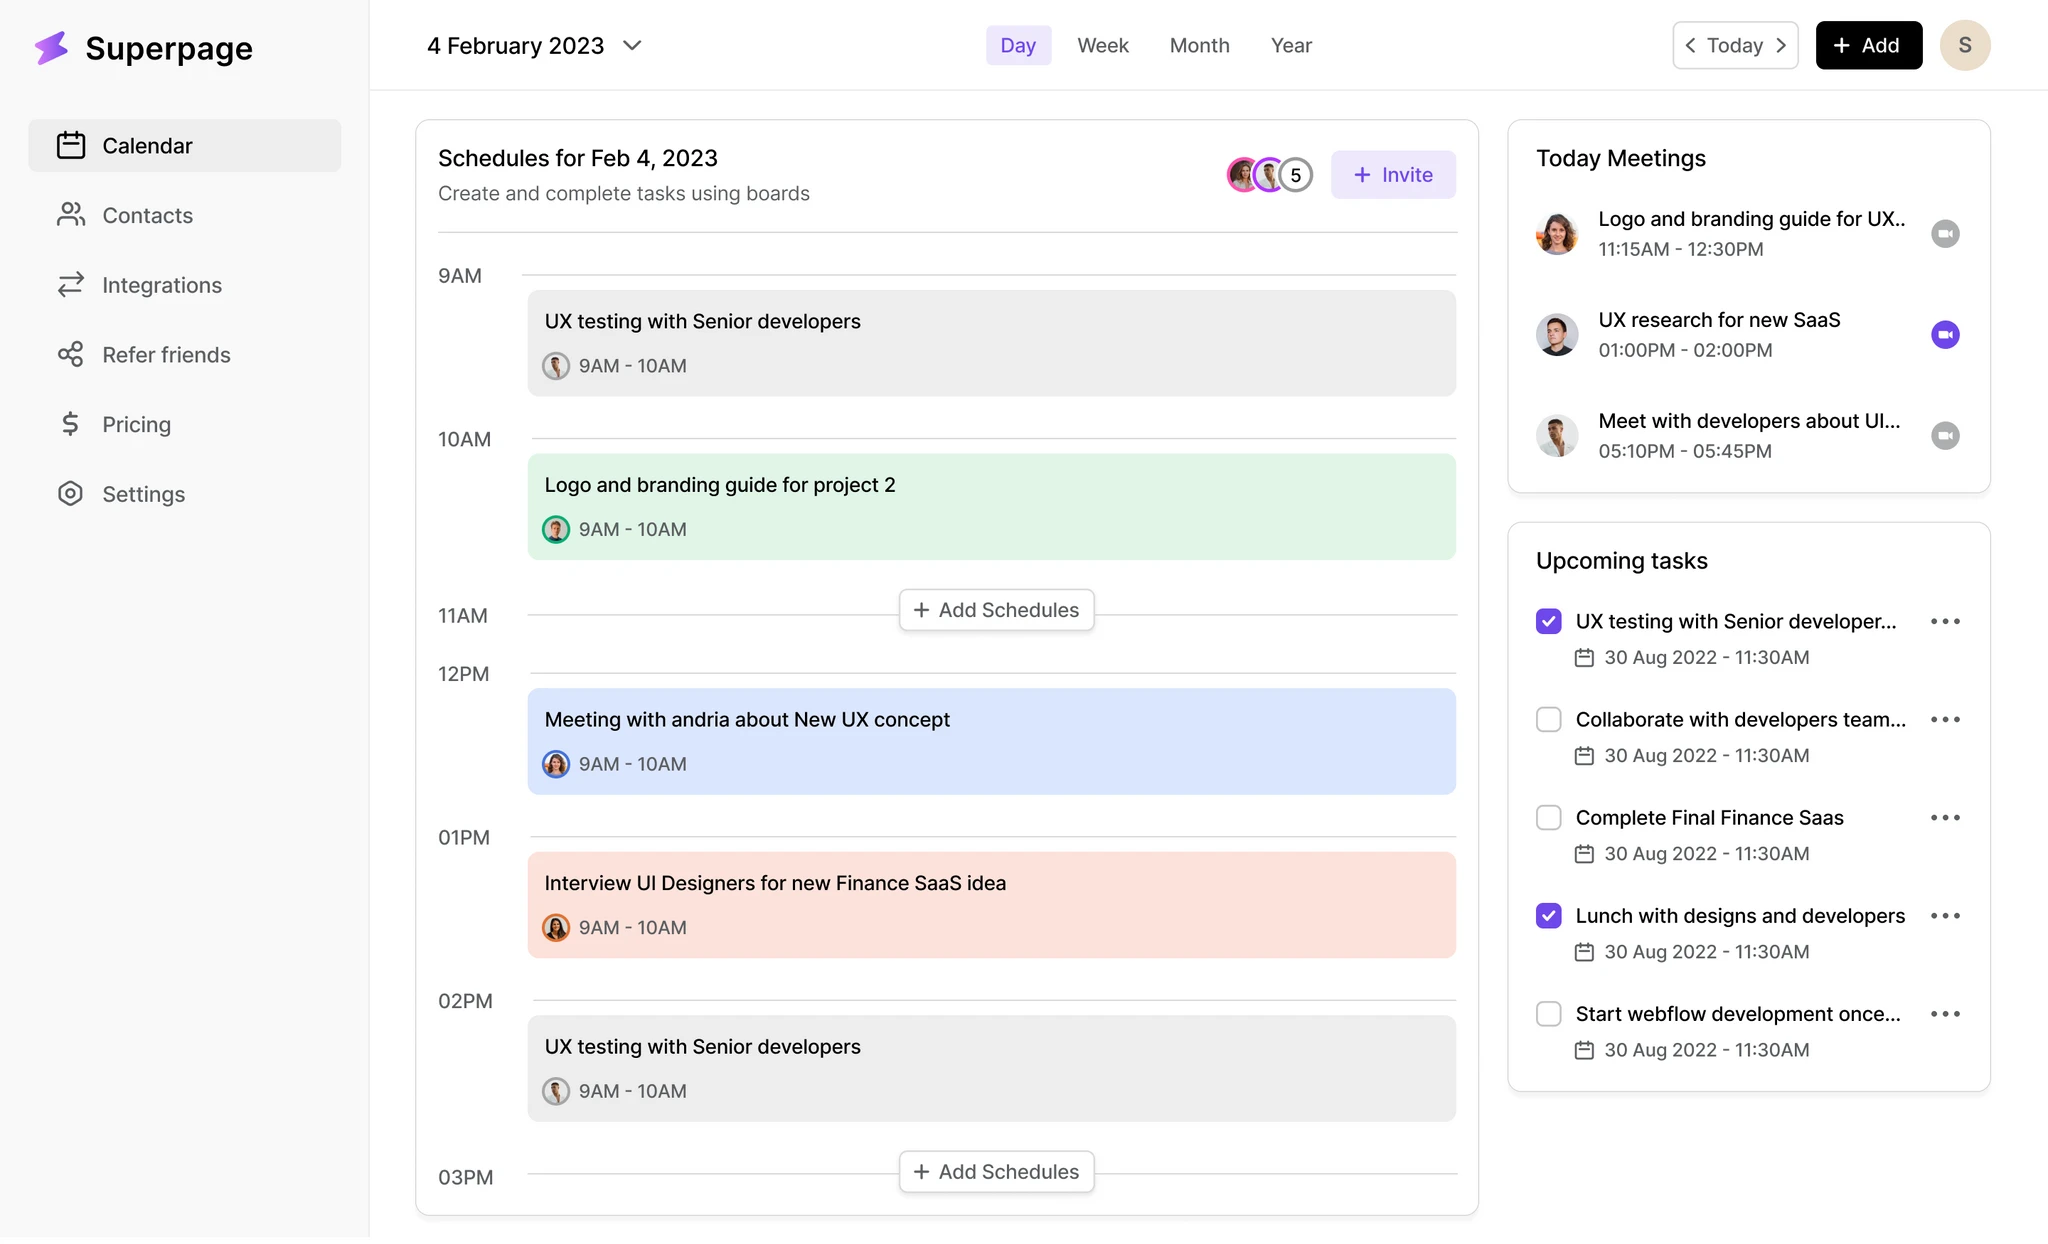 Superpage
Calendar
Contacts
Integrations
Refer friends
Pricing
Settings
4 February 2023
Day
Week
Month
Year
Today
+ Add
S
Schedules for Feb 4, 2023
Create and complete tasks using boards
5
+ Invite
9AM
UX testing with Senior developers
9AM - 10AM
10AM
Logo and branding guide for project 2
9AM - 10AM
11AM
+ Add Schedules
12PM
Meeting with andria about New UX concept
9AM - 10AM
01PM
Interview UI Designers for new Finance SaaS idea
9AM - 10AM
02PM
UX testing with Senior developers
9AM - 10AM
03PM
+ Add Schedules
Today Meetings
Logo and branding guide for UX..
11:15AM - 12:30PM
UX research for new SaaS
01:00PM - 02:00PM
Meet with developers about UI...
05:10PM - 05:45PM
Upcoming tasks
UX testing with Senior developer...
30 Aug 2022 - 11:30AM
Collaborate with developers team...
30 Aug 2022 - 11:30AM
Complete Final Finance Saas
30 Aug 2022 - 11:30AM
Lunch with designs and developers
30 Aug 2022 - 11:30AM
Start webflow development once...
30 Aug 2022 - 11:30AM